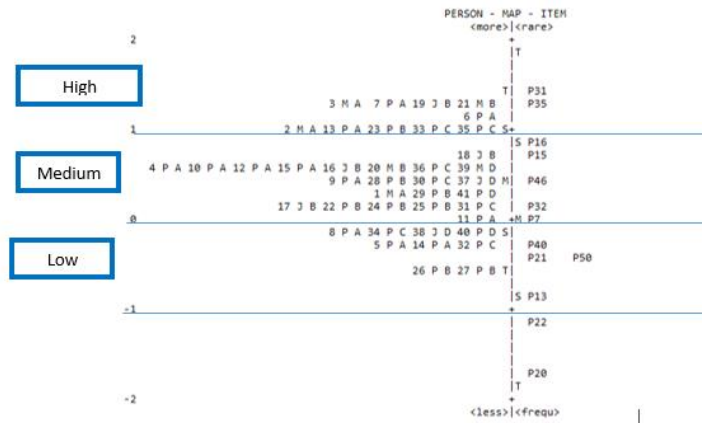 PERSON - MAP - ITEM
<more>|<rare>
2 +
|T
High
T| P31
3 M A 7 P A 19 J B 21 M B | P35
6 P A |
1 2 M A 13 P A 23 P B 33 P C 35 P C S+
|S P16
18 J B | P15
Medium
4 P A 10 P A 12 P A 15 P A 16 J B 20 M B 36 P C 39 M D |
9 P A 28 P B 30 P C 37 J D M| P46
1 M A 29 P B 41 P D |
17 J B 22 P B 24 P B 25 P B 31 P C | P32
0 11 P A +M P7
8 P A 34 P C 38 J D 40 P D S|
5 P A 14 P A 32 P C | P40
Low
| P21 P50
26 P B 27 P B T|
|S P13
-1 +
| P22
| P20
|T
-2 +
<less>|<frequ>